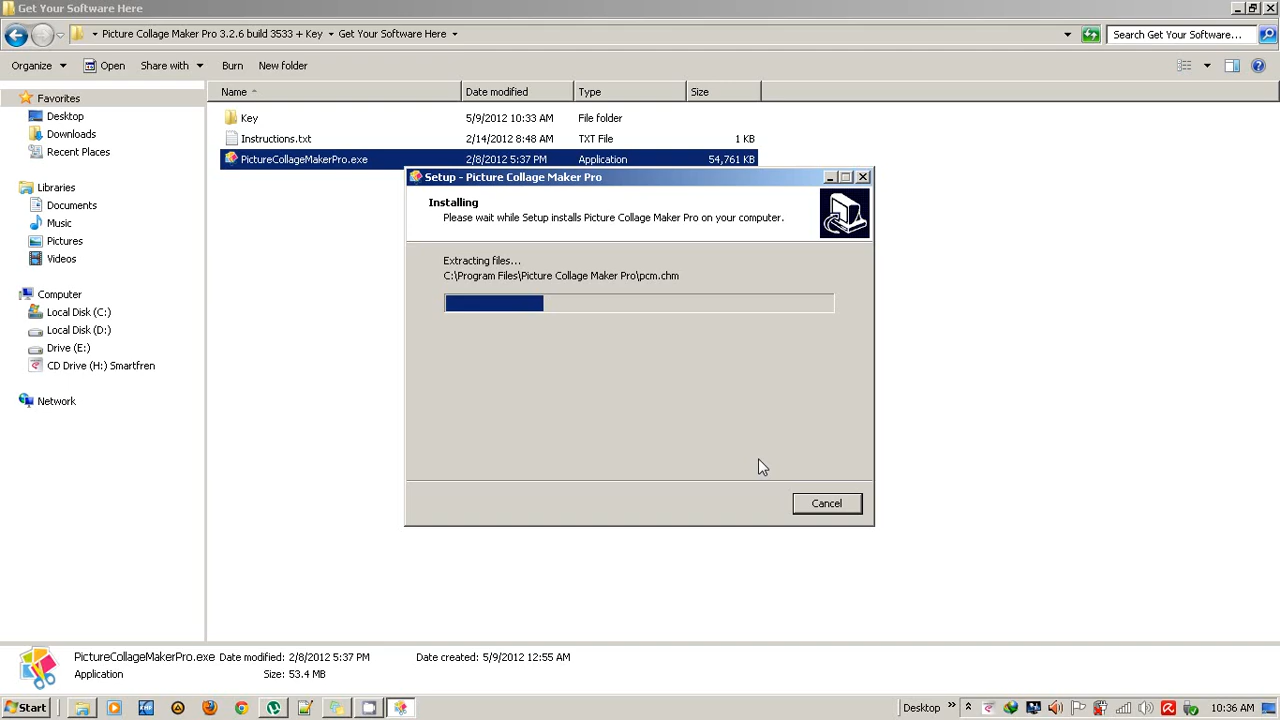 Get Your Software Here
Picture Collage Maker Pro 3.2.6 build 3533 + Key Get Your Software Here
Search Get Your Software...
Organize Open Share with Burn New folder
Name Date modified Type Size
Favorites
Desktop
Downloads
Recent Places
Libraries
Documents
Music
Pictures
Videos
Computer
Local Disk (C:)
Local Disk (D:)
Drive (E:)
CD Drive (H:) Smartfren
Network
Key 5/9/2012 10:33 AM File folder
Instructions.txt 2/14/2012 8:48 AM TXT File 1 KB
PictureCollageMakerPro.exe 2/8/2012 5:37 PM Application 54,761 KB
Setup - Picture Collage Maker Pro
Installing
Please wait while Setup installs Picture Collage Maker Pro on your computer.
Extracting files...
C:\Program Files\Picture Collage Maker Pro\pcm.chm
Cancel
PictureCollageMakerPro.exe Date modified: 2/8/2012 5:37 PM Date created: 5/9/2012 12:55 AM
Application Size: 53.4 MB
Start Desktop 10:36 AM